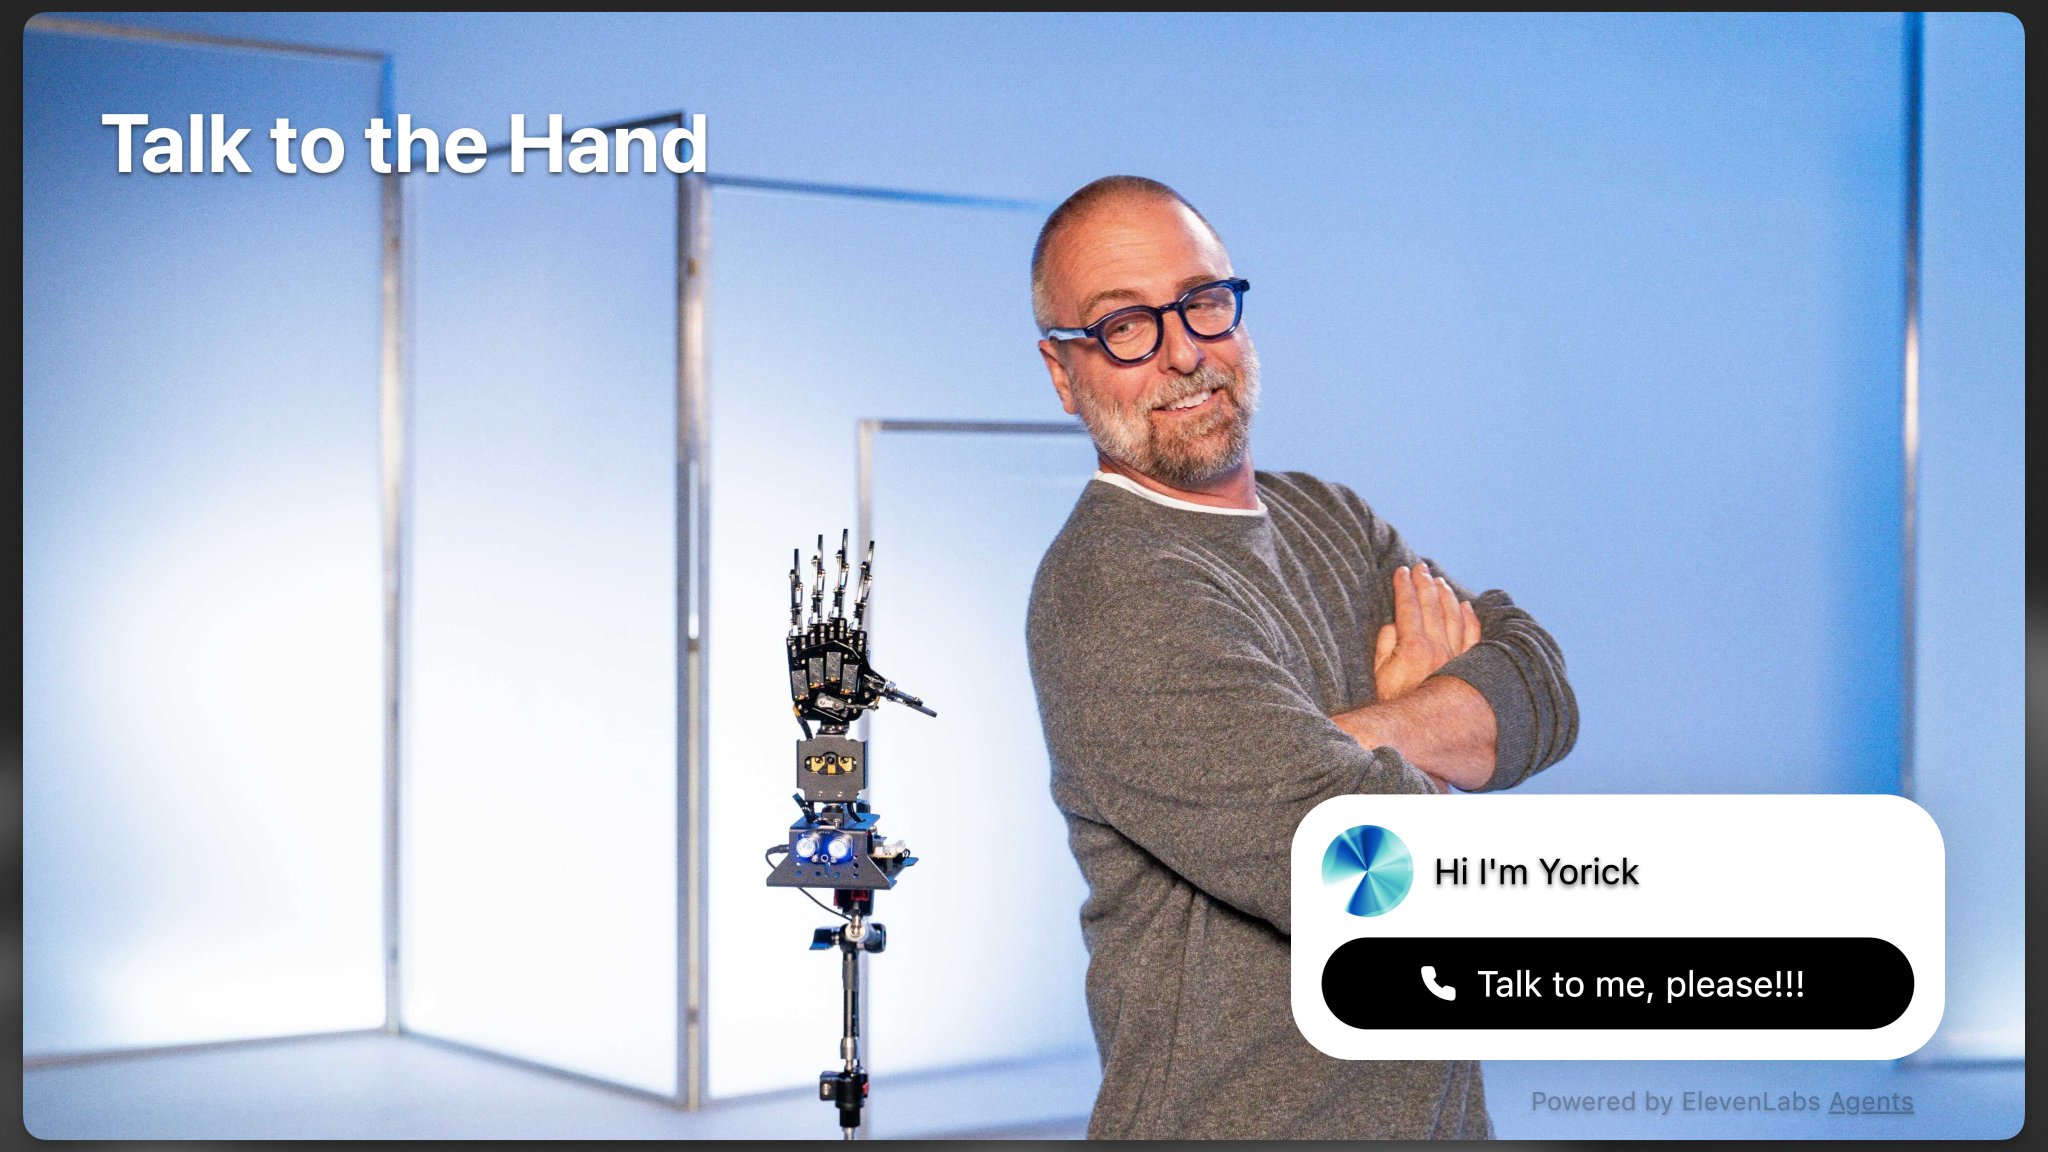 Talk to the Hand
Hi I'm Yorick
Talk to me, please!!!
Powered by ElevenLabs Agents